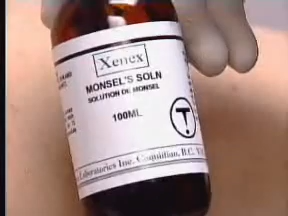 Xenex
MONSEL'S SOLN
SOLUTION DE MONSEL
100ML
T
Laboratories Inc. Coquitlam, B.C.